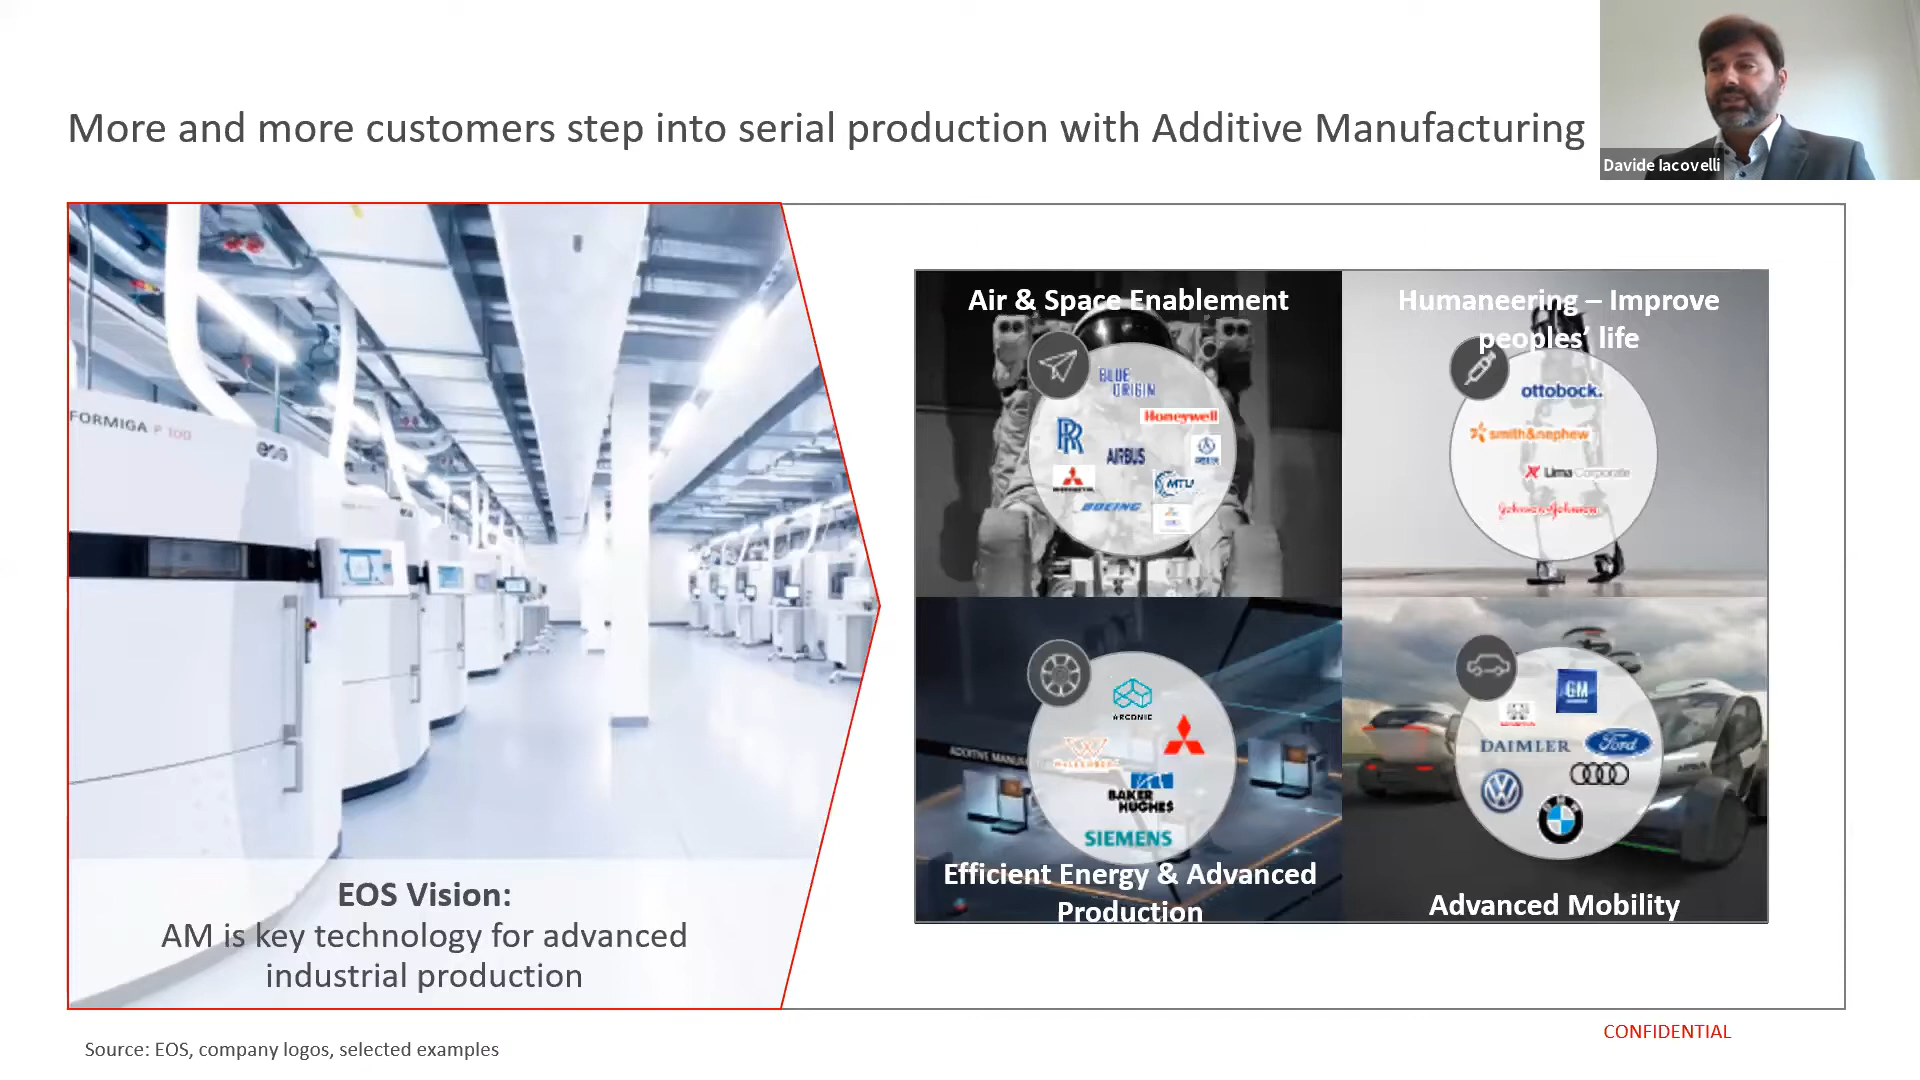 More and more customers step into serial production with Additive Manufacturing
Davide Iacovelli
FORMIGA P 100
eos
EOS Vision:
AM is key technology for advanced
industrial production
Air & Space Enablement
BLUE
ORIGIN
Honeywell
RR
AIRBUS
MTU
BOEING
Humaneering – Improve
peoples’ life
ottobock.
smith&nephew
Lima Corporate
Johnson & Johnson
ARCONIC
BAKER
HUGHES
SIEMENS
ADDITIVE
Efficient Energy & Advanced
Production
GM
DAIMLER
Ford
BMW
Advanced Mobility
CONFIDENTIAL
Source: EOS, company logos, selected examples